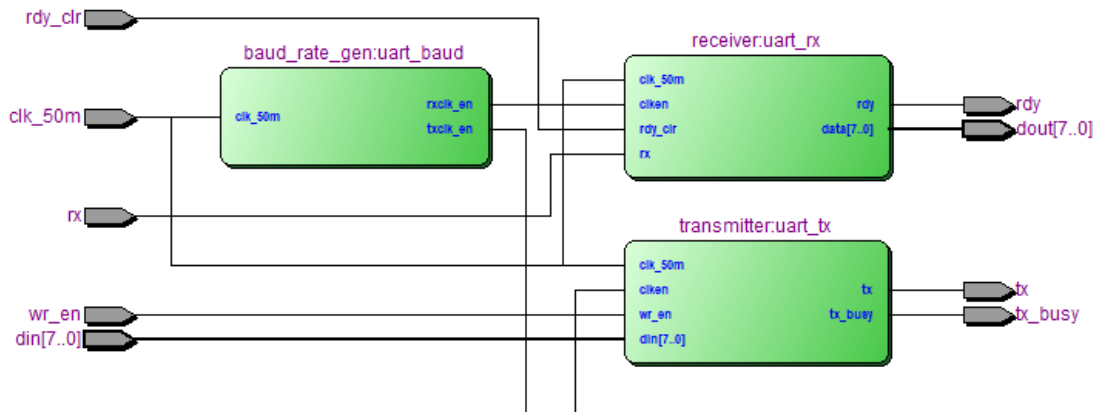 rdy_clr
baud_rate_gen:uart_baud
receiver:uart_rx
clk_50m
clk_50m
rxclk_en
txclk_en
clk_50m
clken
rdy_clr
rx
rdy
data[7..0]
rdy
dout[7..0]
rx
transmitter:uart_tx
clk_50m
clken
wr_en
din[7..0]
tx
tx_busy
tx
tx_busy
wr_en
din[7..0]